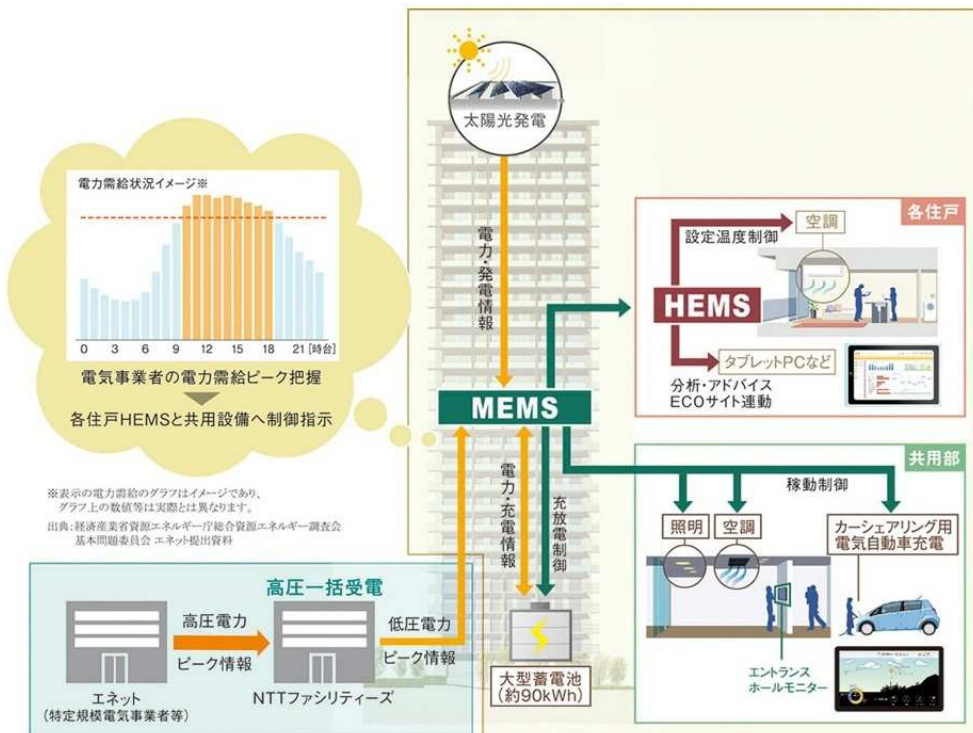 太陽光発電
電力需給状況イメージ※
0 3 6 9 12 15 18 21 [時台]
電気事業者の電力需給ピーク把握
各住戸HEMSと共用設備へ制御指示
※表示の電力需給のグラフはイメージであり、
グラフ上の数値等は実際とは異なります。
出典:経済産業省資源エネルギー庁総合資源エネルギー調査会
基本問題委員会 エネット提出資料
電力・発電情報
MEMS
電力・充電情報
充放電制御
大型蓄電池
(約90kWh)
高圧一括受電
エネット
(特定規模電気事業者等)
高圧電力
ピーク情報
NTTファシリティーズ
低圧電力
ピーク情報
各住戸
設定温度制御
空調
HEMS
タブレットPCなど
分析・アドバイス
ECOサイト連動
共用部
稼動制御
照明
空調
カーシェアリング用
電気自動車充電
エントランス
ホールモニター